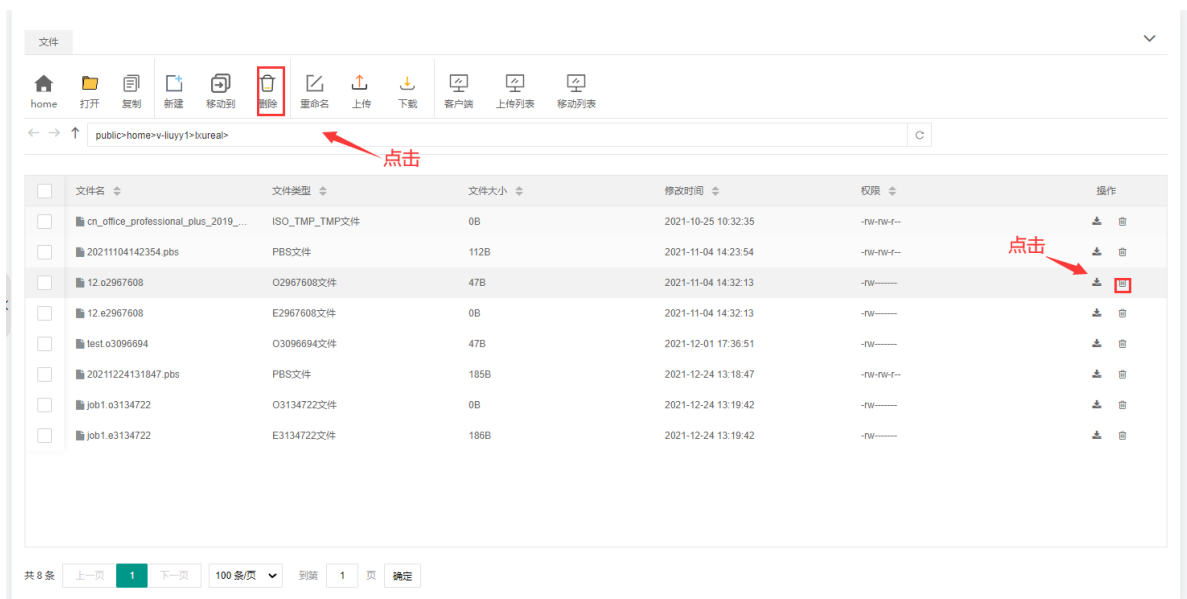 文件
home 打开 复制 新建 移动到 删除 重命名 上传 下载 客户端 上传列表 移动列表
public>home>v-liuyy1>lxureal>
点击
文件名 文件类型 文件大小 修改时间 权限 操作
cn_office_professional_plus_2019_... ISO_TMP_TMP文件 0B 2021-10-25 10:32:35 -rw-rw-r--
20211104142354.pbs PBS文件 112B 2021-11-04 14:23:54 -rw-rw-r--
点击
12.o2967608 O2967608文件 47B 2021-11-04 14:32:13 -rw-------
12.e2967608 E2967608文件 0B 2021-11-04 14:32:13 -rw-------
test.o3096694 O3096694文件 47B 2021-12-01 17:36:51 -rw-------
20211224131847.pbs PBS文件 185B 2021-12-24 13:18:47 -rw-rw-r--
job1.o3134722 O3134722文件 0B 2021-12-24 13:19:42 -rw-------
job1.e3134722 E3134722文件 186B 2021-12-24 13:19:42 -rw-------
共 8 条 上一页 1 下一页 100 条/页 到第 1 页 确定